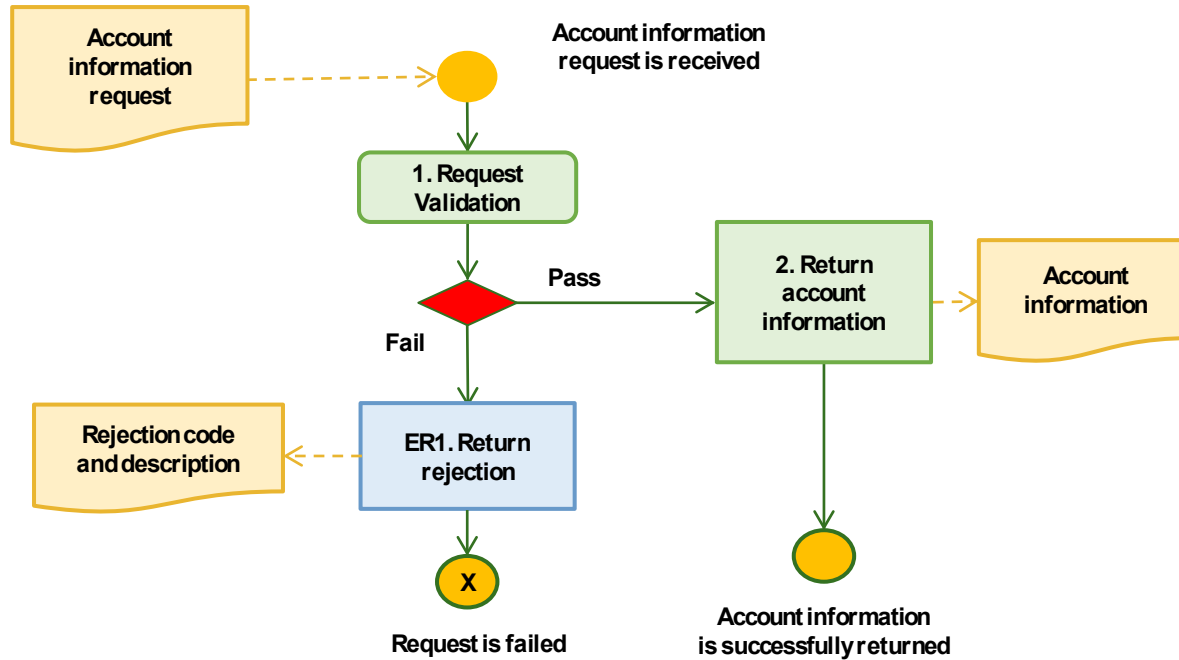 Account
information
request
Account information
request is received
1. Request
Validation
Pass
2. Return
account
information
Account
information
Fail
Rejection code
and description
ER1. Return
rejection
X
Request is failed
Account information
is successfully returned